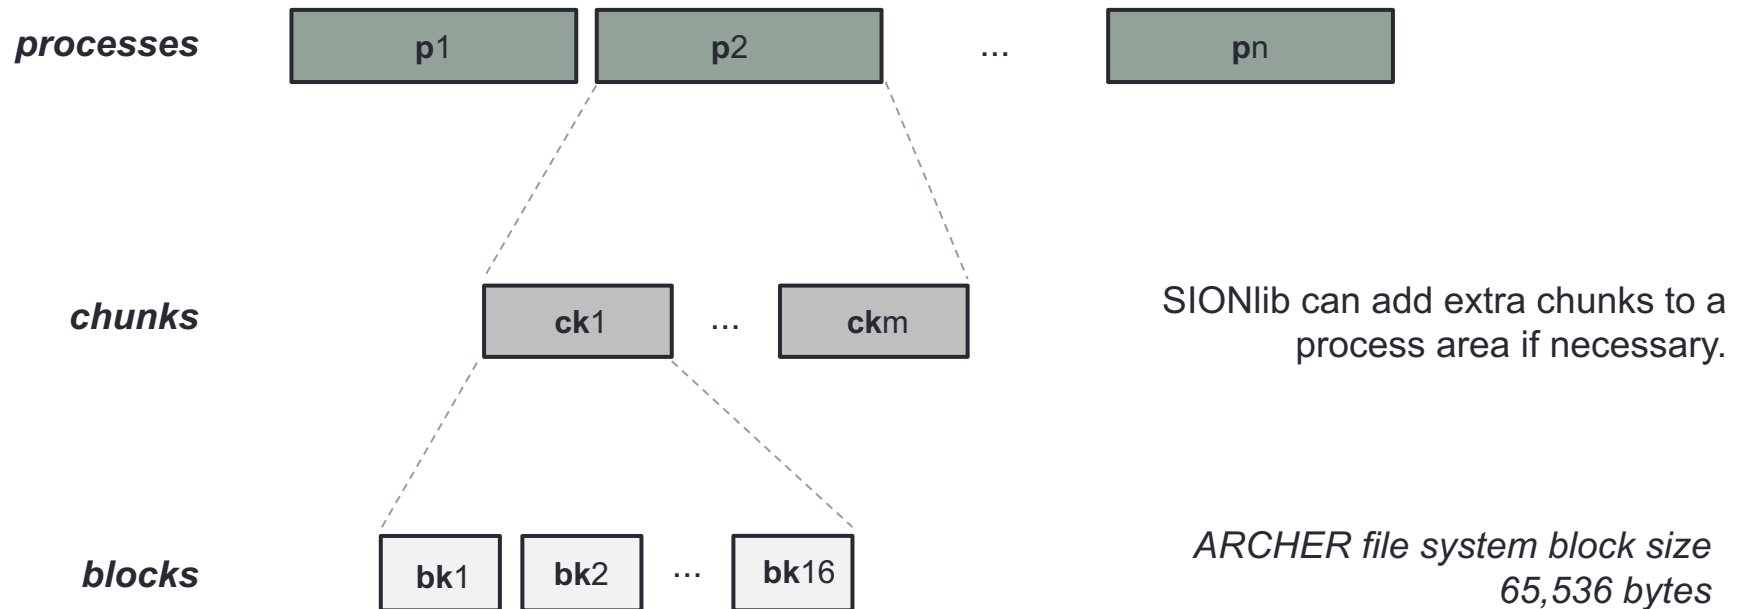 processes p1 p2 … pn
chunks ck1 … ckm
SIONlib can add extra chunks to a
process area if necessary.
blocks bk1 bk2 … bk16
ARCHER file system block size
65,536 bytes